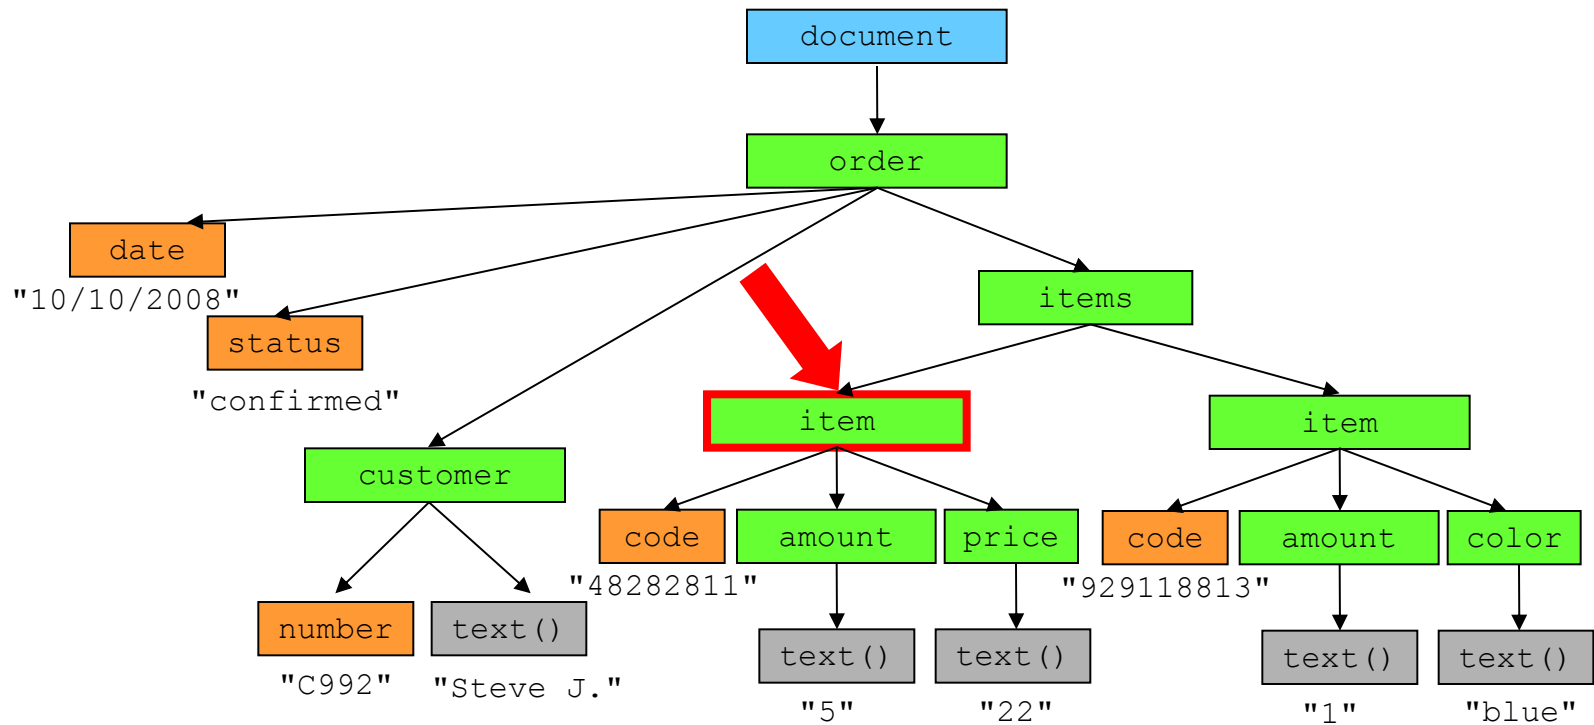 document
order
date
"10/10/2008"
items
status
"confirmed"
item
item
customer
code
amount
price
code
amount
color
"48282811"
"929118813"
number
text()
text()
text()
text()
text()
"C992"
"Steve J."
"5"
"22"
"1"
"blue"